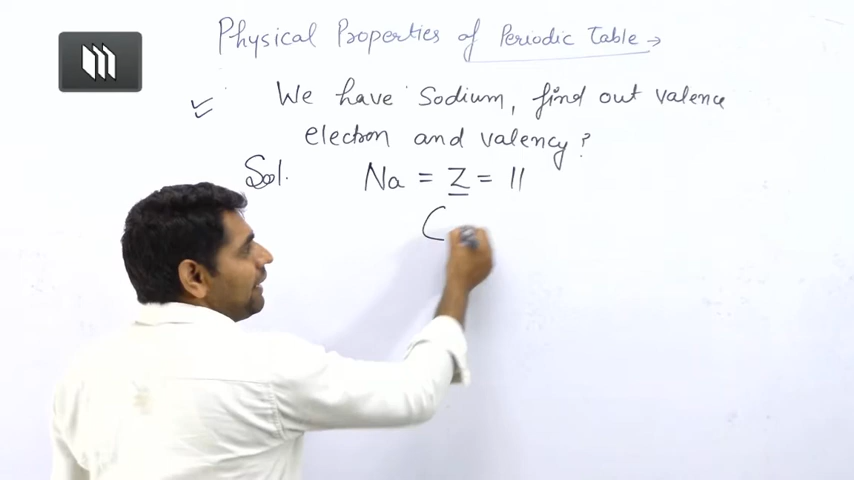 Physical Properties of Periodic Table →
We have Sodium, find out valence
electron and valency?
Sol. Na = Z = 11
(